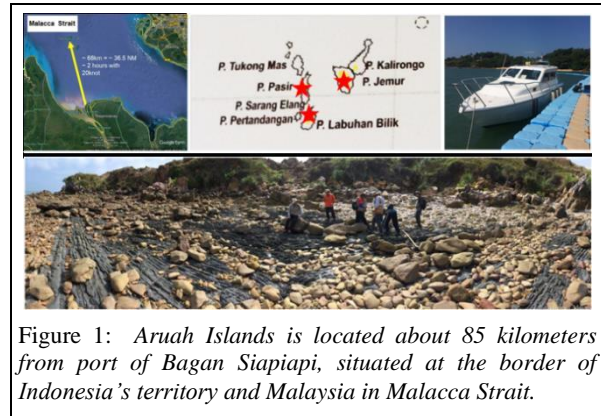 Malacca Strait
~ 68km = ~ 36.5 NM
~ 2 hours with
20knot
P. Tukong Mas
P. Kalirongo
P. Pasir
P. Jemur
P. Sarang Elang
P. Pertandangan
P. Labuhan Bilik
Figure 1: Aruah Islands is located about 85 kilometers
from port of Bagan Siapiapi, situated at the border of
Indonesia's territory and Malaysia in Malacca Strait.